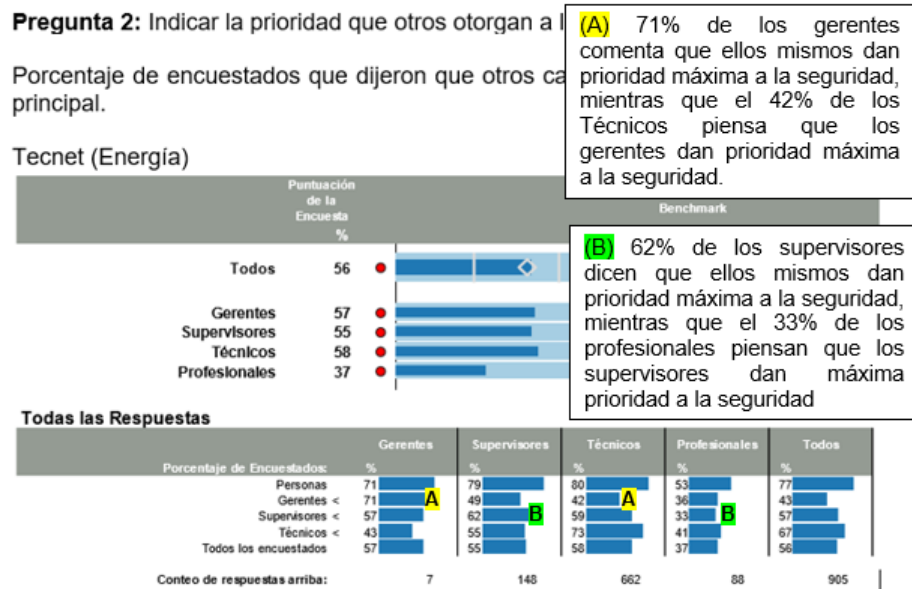 Pregunta 2: Indicar la prioridad que otros otorgan a l
Porcentaje de encuestados que dijeron que otros ca
principal.
(A) 71% de los gerentes
comenta que ellos mismos dan
prioridad máxima a la seguridad,
mientras que el 42% de los
Técnicos piensa que los
gerentes dan prioridad máxima
a la seguridad.
Tecnet (Energía)
Puntuación
de la
Encuesta
%
Benchmark
Todos 56
Gerentes 57
Supervisores 55
Técnicos 58
Profesionales 37
(B) 62% de los supervisores
dicen que ellos mismos dan
prioridad máxima a la seguridad,
mientras que el 33% de los
profesionales piensan que los
supervisores dan máxima
prioridad a la seguridad
Todas las Respuestas
Gerentes Supervisores Técnicos Profesionales Todos
Porcentaje de Encuestados: % % % % %
Personas 71 79 80 53 77
Gerentes < 71 A 49 42 A 36 43
Supervisores < 57 62 B 59 33 B 57
Técnicos < 43 55 73 41 67
Todos los encuestados 57 55 58 37 56
Conteo de respuestas arriba: 7 148 662 88 905